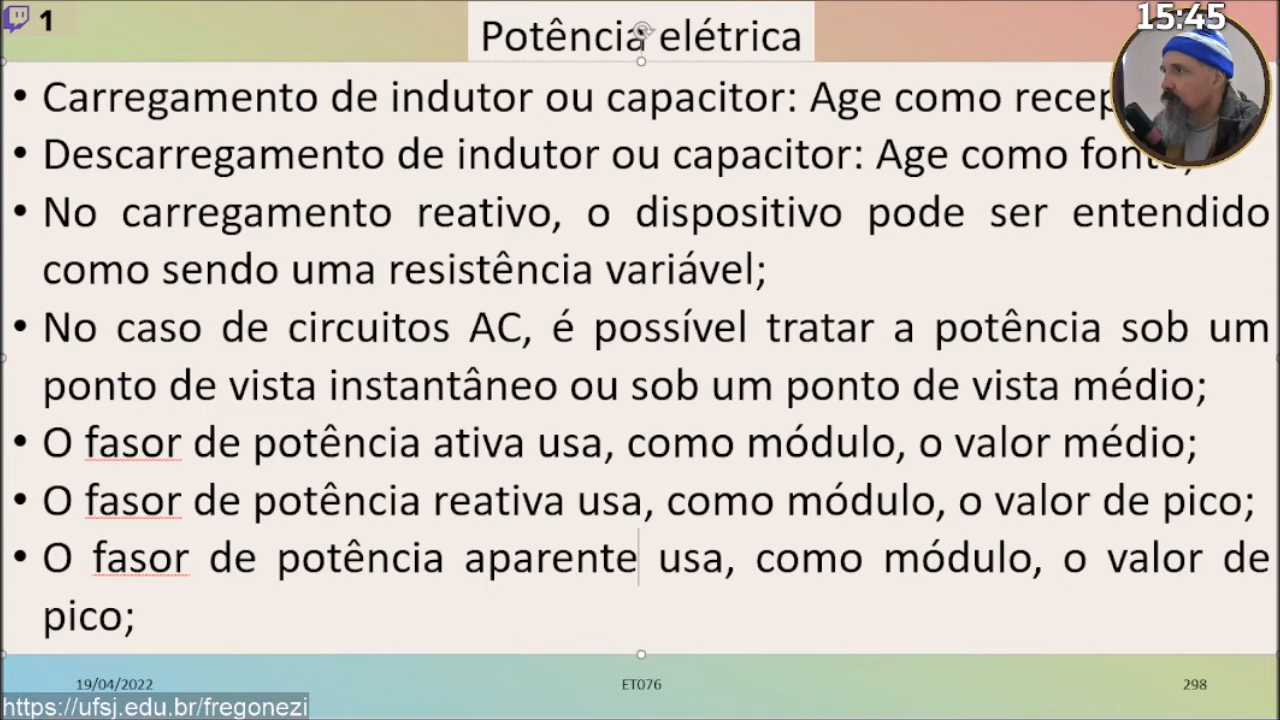 1
15:45
Potência elétrica
• Carregamento de indutor ou capacitor: Age como
• Descarregamento de indutor ou capacitor: Age como
• No carregamento reativo, o dispositivo pode ser entendido
como sendo uma resistência variável;
• No caso de circuitos AC, é possível tratar a potência sob um
ponto de vista instantâneo ou sob um ponto de vista médio;
• O fasor de potência ativa usa, como módulo, o valor médio;
• O fasor de potência reativa usa, como módulo, o valor de pico;
• O fasor de potência aparente usa, como módulo, o valor de
pico;
19/04/2022 ET076 298
https://ufsj.edu.br/fregonezi